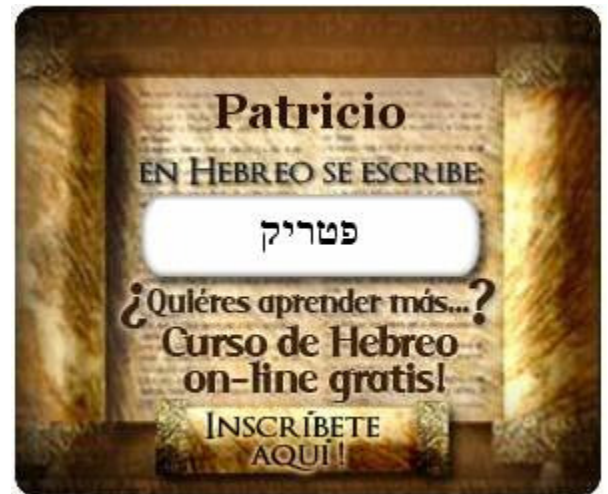 Patricio
EN HEBREO SE ESCRIBE:
פטריק
¿Quiéres aprender más...?
Curso de Hebreo
on-line gratis!
INSCRÍBETE
AQUÍ!